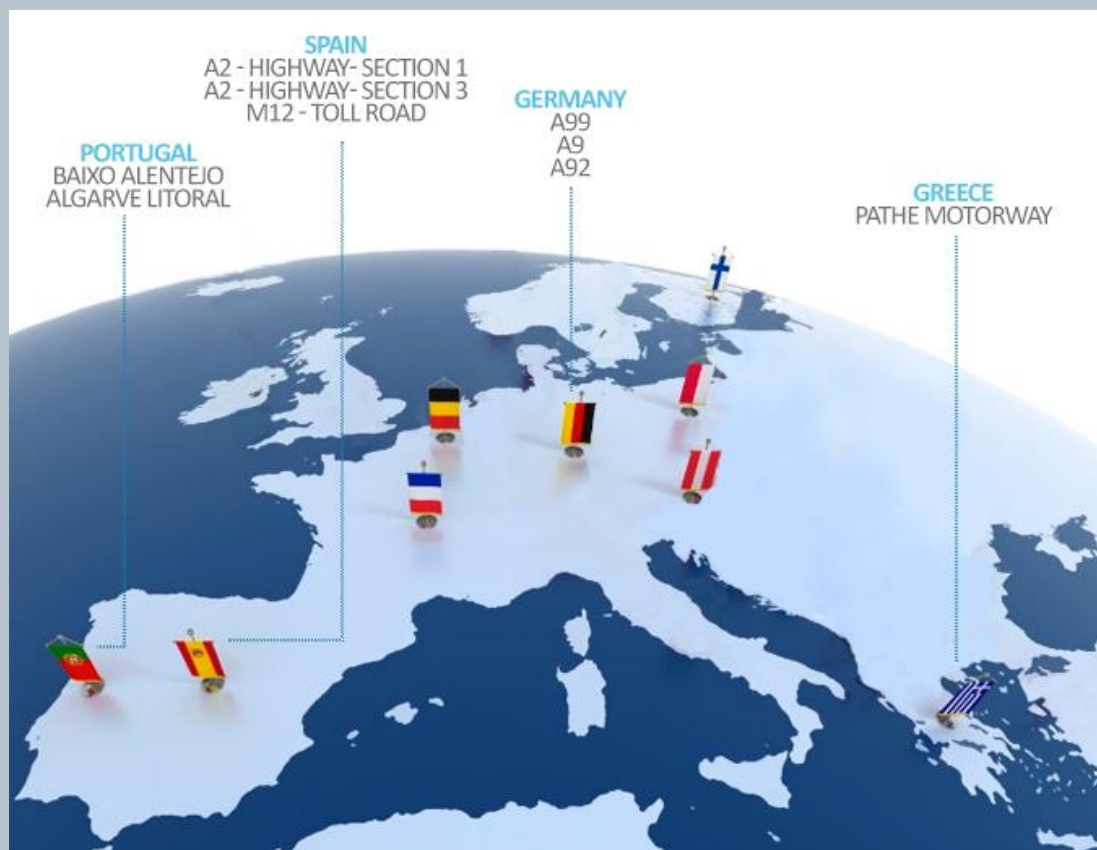 SPAIN
A2 - HIGHWAY- SECTION 1
A2 - HIGHWAY- SECTION 3
M12 - TOLL ROAD
GERMANY
A99
A9
A92
PORTUGAL
BAIXO ALENTEJO
ALGARVE LITORAL
GREECE
PATHE MOTORWAY